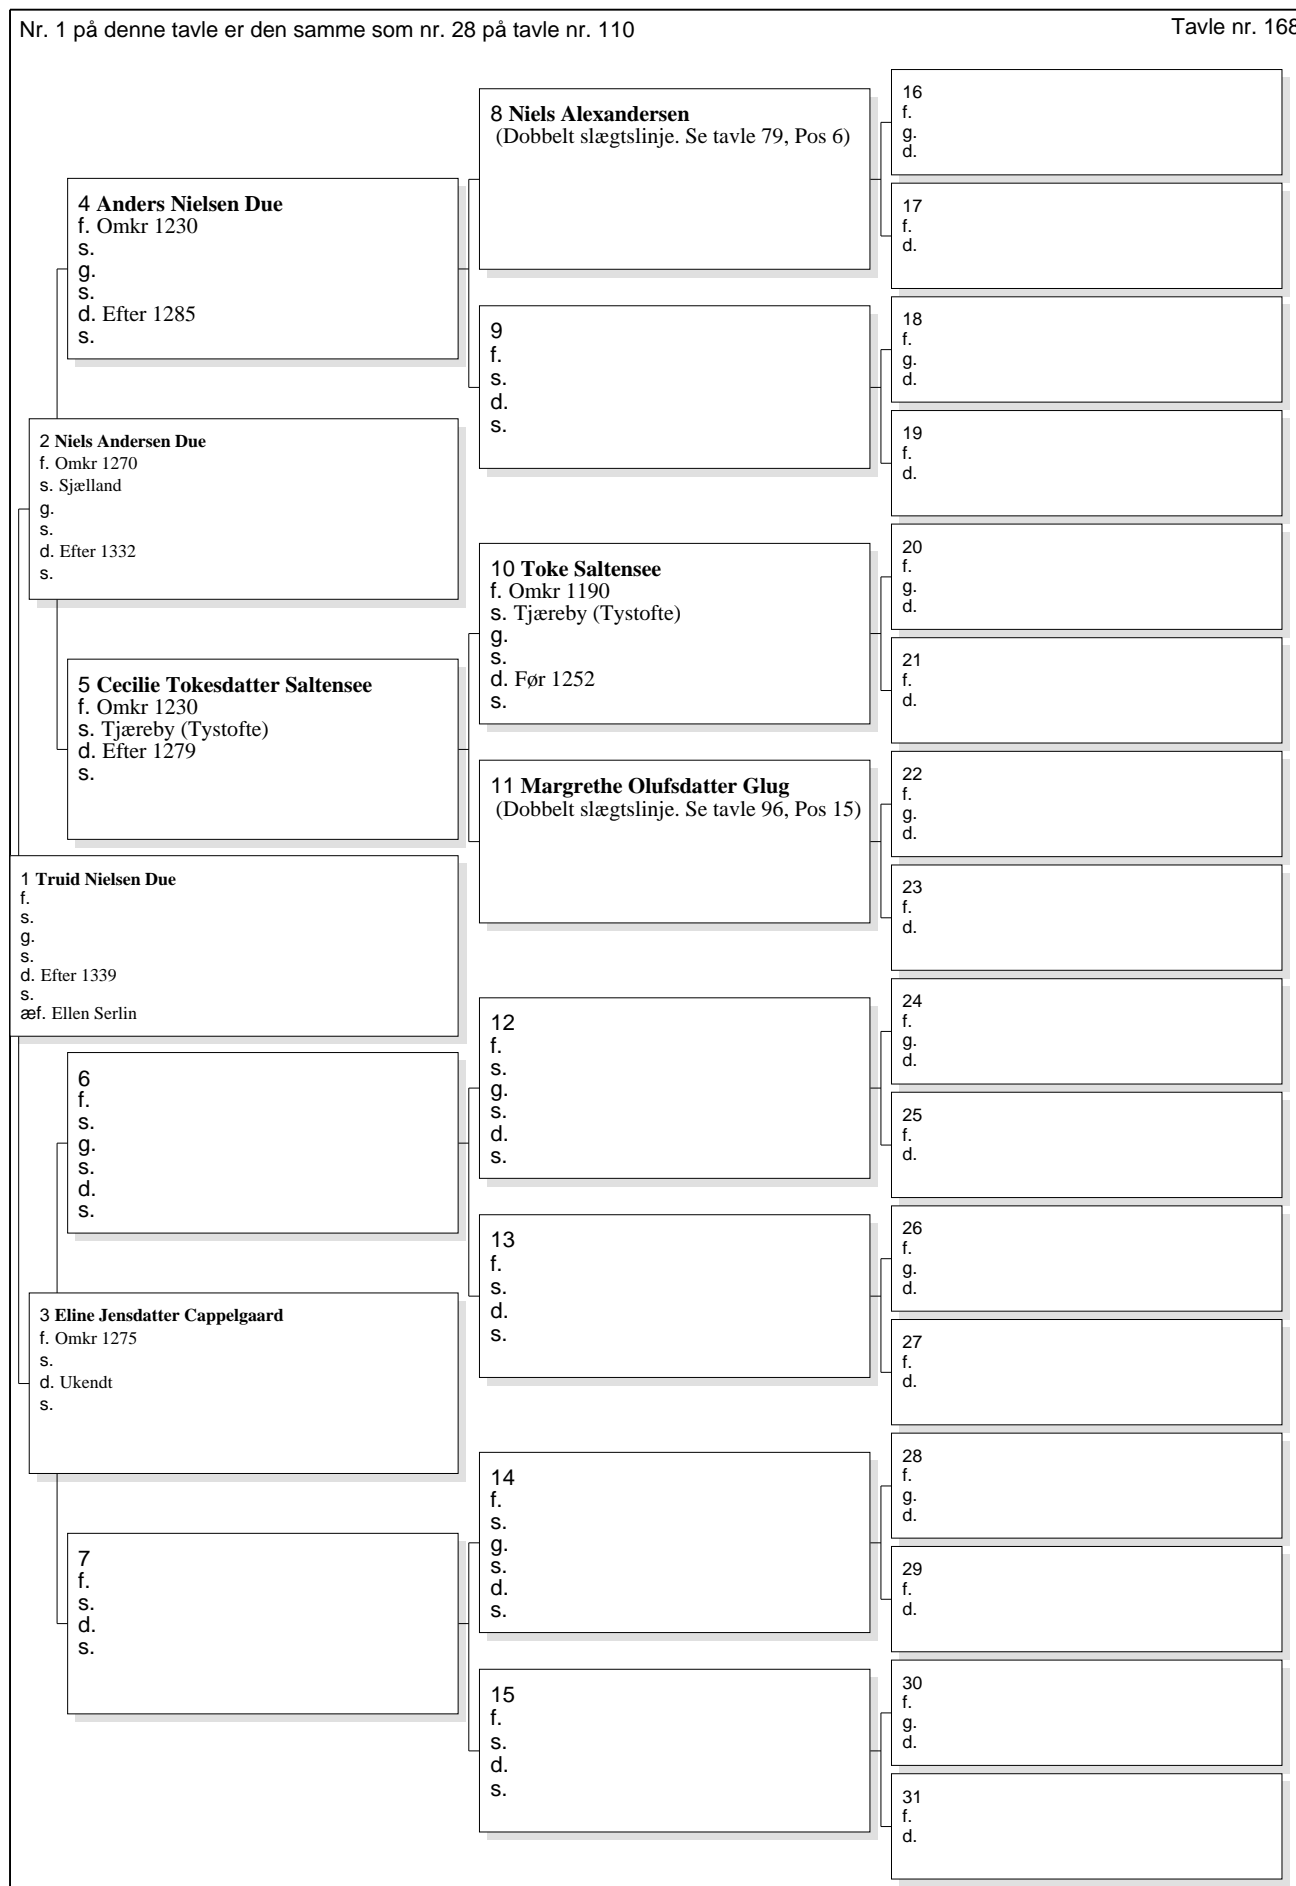 Nr. 1 på denne tavle er den samme som nr. 28 på tavle nr. 110
Tavle nr. 168
1 Truid Nielsen Due
f.
s.
g.
s.
d. Efter 1339
s.
æf. Ellen Serlin
2 Niels Andersen Due
f. Omkr 1270
s. Sjælland
g.
s.
d. Efter 1332
s.
3 Eline Jensdatter Cappelgaard
f. Omkr 1275
s.
d. Ukendt
s.
4 Anders Nielsen Due
f. Omkr 1230
s.
g.
s.
d. Efter 1285
s.
5 Cecilie Tokesdatter Saltensee
f. Omkr 1230
s. Tjæreby (Tystofte)
d. Efter 1279
s.
6
f.
s.
g.
s.
d.
s.
7
f.
s.
d.
s.
8 Niels Alexandersen
(Dobbelt slægtslinje. Se tavle 79, Pos 6)
9
f.
s.
d.
s.
10 Toke Saltensee
f. Omkr 1190
s. Tjæreby (Tystofte)
g.
s.
d. Før 1252
s.
11 Margrethe Olufsdatter Glug
(Dobbelt slægtslinje. Se tavle 96, Pos 15)
12
f.
s.
g.
s.
d.
s.
13
f.
s.
d.
s.
14
f.
s.
g.
s.
d.
s.
15
f.
s.
d.
s.
16
f.
g.
d.
17
f.
d.
18
f.
g.
d.
19
f.
d.
20
f.
g.
d.
21
f.
d.
22
f.
g.
d.
23
f.
d.
24
f.
g.
d.
25
f.
d.
26
f.
g.
d.
27
f.
d.
28
f.
g.
d.
29
f.
d.
30
f.
g.
d.
31
f.
d.